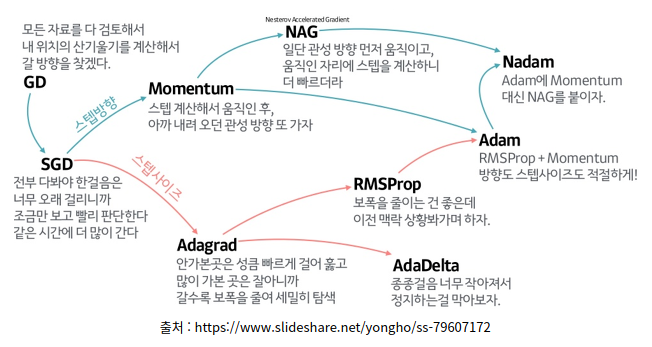 모든 자료를 다 검토해서
내 위치의 산기울기를 계산해서
갈 방향을 찾겠다.
GD
Nesterov Accelerated Gradient
NAG
일단 관성 방향 먼저 움직이고,
움직인 자리에 스텝을 계산하니
더 빠르더라
Nadam
Adam에 Momentum
대신 NAG를 붙이자.
Momentum
스텝 계산해서 움직인 후,
아까 내려 오던 관성 방향 또 가자
스텝방향
SGD
전부 다봐야 한걸음은
너무 오래 걸리니까
조금만 보고 빨리 판단한다
같은 시간에 더 많이 간다
스텝사이즈
Adam
RMSProp + Momentum
방향도 스텝사이즈도 적절하게!
RMSProp
보폭을 줄이는 건 좋은데
이전 맥락 상황봐가며 하자.
Adagrad
안가본곳은 성큼 빠르게 걸어 훓고
많이 가본 곳은 잘아니까
갈수록 보폭을 줄여 세밀히 탐색
AdaDelta
종종걸음 너무 작아져서
정지하는걸 막아보자.
출처 : https://www.slideshare.net/yongho/ss-79607172